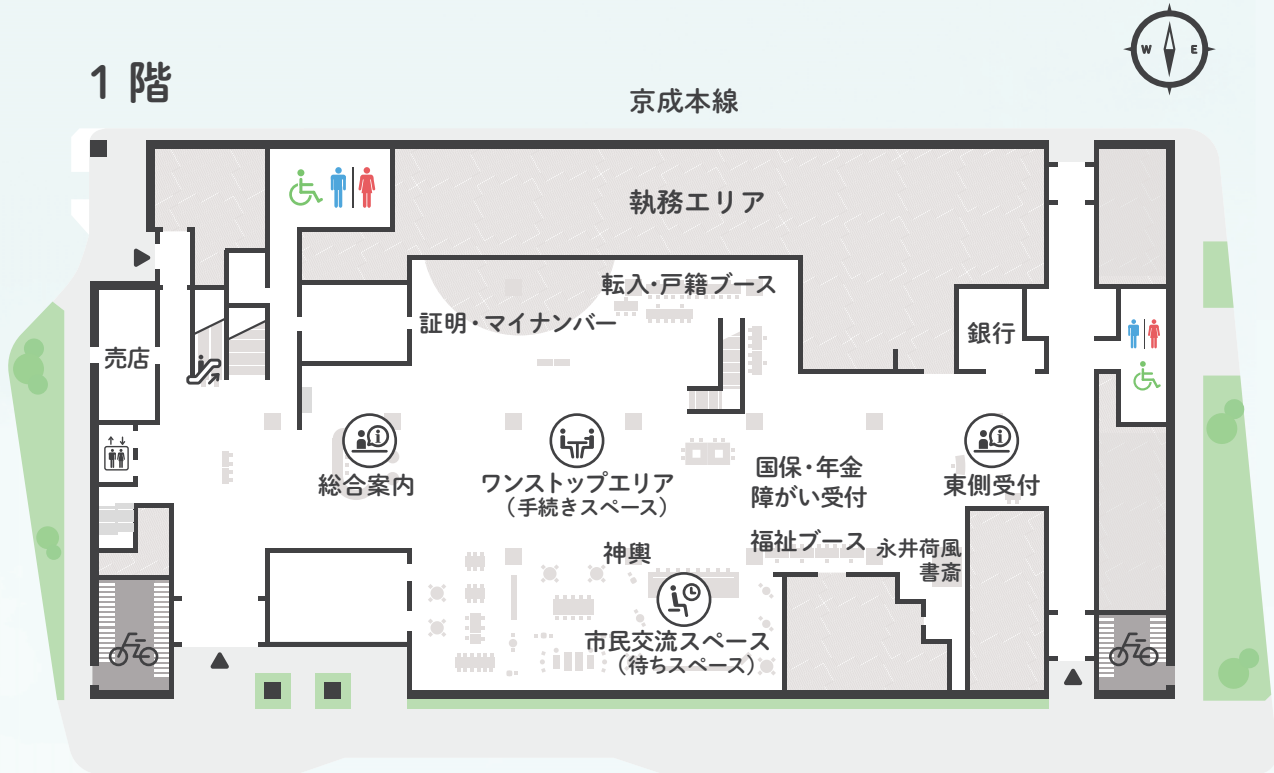 1 階
W E
京成本線
執務エリア
転入・戸籍ブース
証明・マイナンバー
銀行
売店
総合案内
ワンストップエリア
（手続きスペース）
国保・年金
障がい受付
東側受付
福祉ブース
永井荷風
書斎
神輿
市民交流スペース
（待ちスペース）